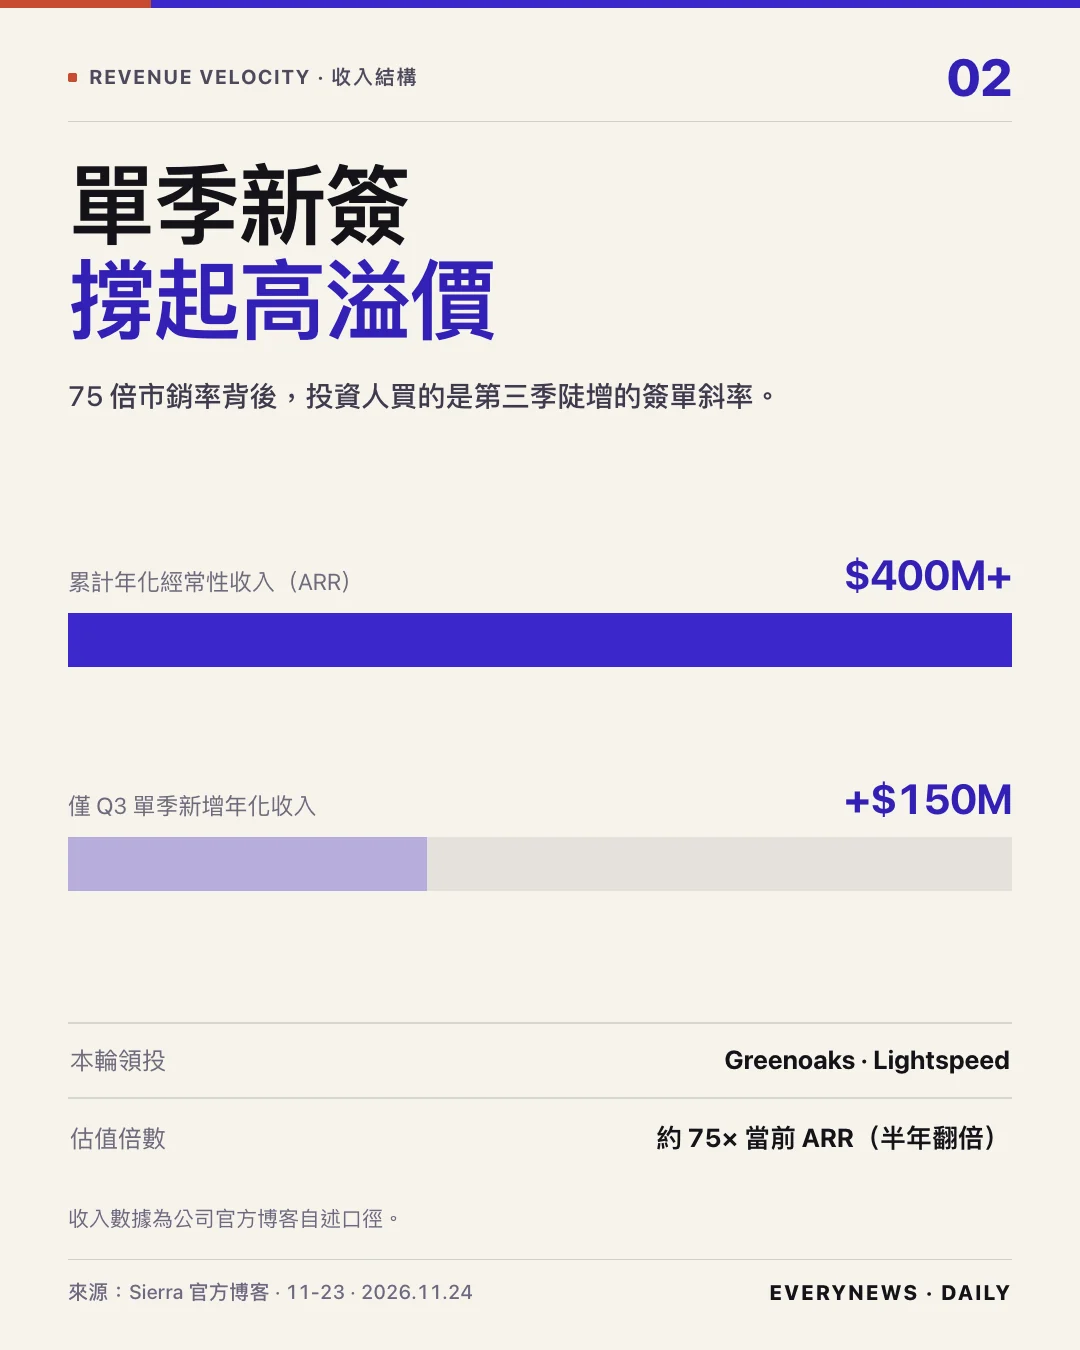 REVENUE VELOCITY · 收入結構
02
單季新簽
撐起高溢價
75 倍市銷率背後，投資人買的是第三季陡增的簽單斜率。
累計年化經常性收入（ARR）
$400M+
僅 Q3 單季新增年化收入
+$150M
本輪領投
Greenoaks · Lightspeed
估值倍數
約 75× 當前 ARR（半年翻倍）
收入數據為公司官方博客自述口徑。
來源：Sierra 官方博客 · 11-23 · 2026.11.24
EVERYNEWS · DAILY